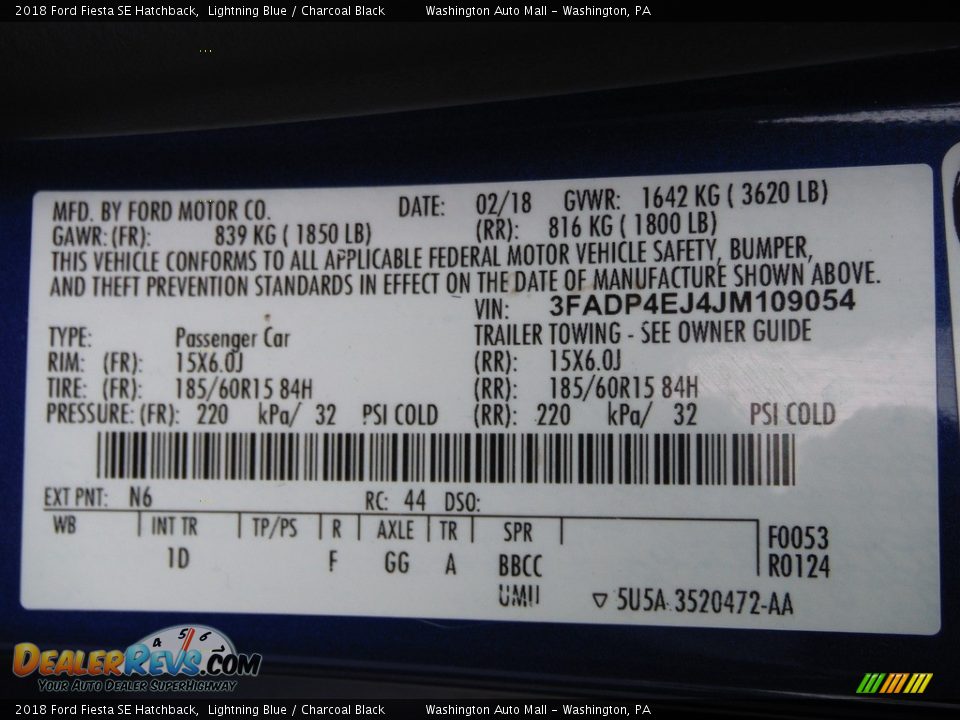 2018 Ford Fiesta SE Hatchback, Lightning Blue / Charcoal Black Washington Auto Mall - Washington, PA
MFD. BY FORD MOTOR CO. DATE: 02/18 GVWR: 1642 KG ( 3620 LB)
GAWR: (FR): 839 KG ( 1850 LB) (RR): 816 KG ( 1800 LB)
THIS VEHICLE CONFORMS TO ALL APPLICABLE FEDERAL MOTOR VEHICLE SAFETY, BUMPER,
AND THEFT PREVENTION STANDARDS IN EFFECT ON THE DATE OF MANUFACTURE SHOWN ABOVE.
VIN: 3FADP4EJ4JM109054
TYPE: Passenger Car TRAILER TOWING - SEE OWNER GUIDE
RIM: (FR): 15X6.0J (RR): 15X6.0J
TIRE: (FR): 185/60R15 84H (RR): 185/60R15 84H
PRESSURE: (FR): 220 kPa/ 32 PSI COLD (RR): 220 kPa/ 32 PSI COLD
EXT PNT: N6 RC: 44 DSO:
WB INT TR TP/PS R AXLE TR SPR F0053
1D F GG A BBCC R0124
UMU ▽ 5U5A 3520472-AA
4 5 6
DEALERREVS.COM
YOUR AUTO DEALER SUPERHIGHWAY
2018 Ford Fiesta SE Hatchback, Lightning Blue / Charcoal Black Washington Auto Mall - Washington, PA